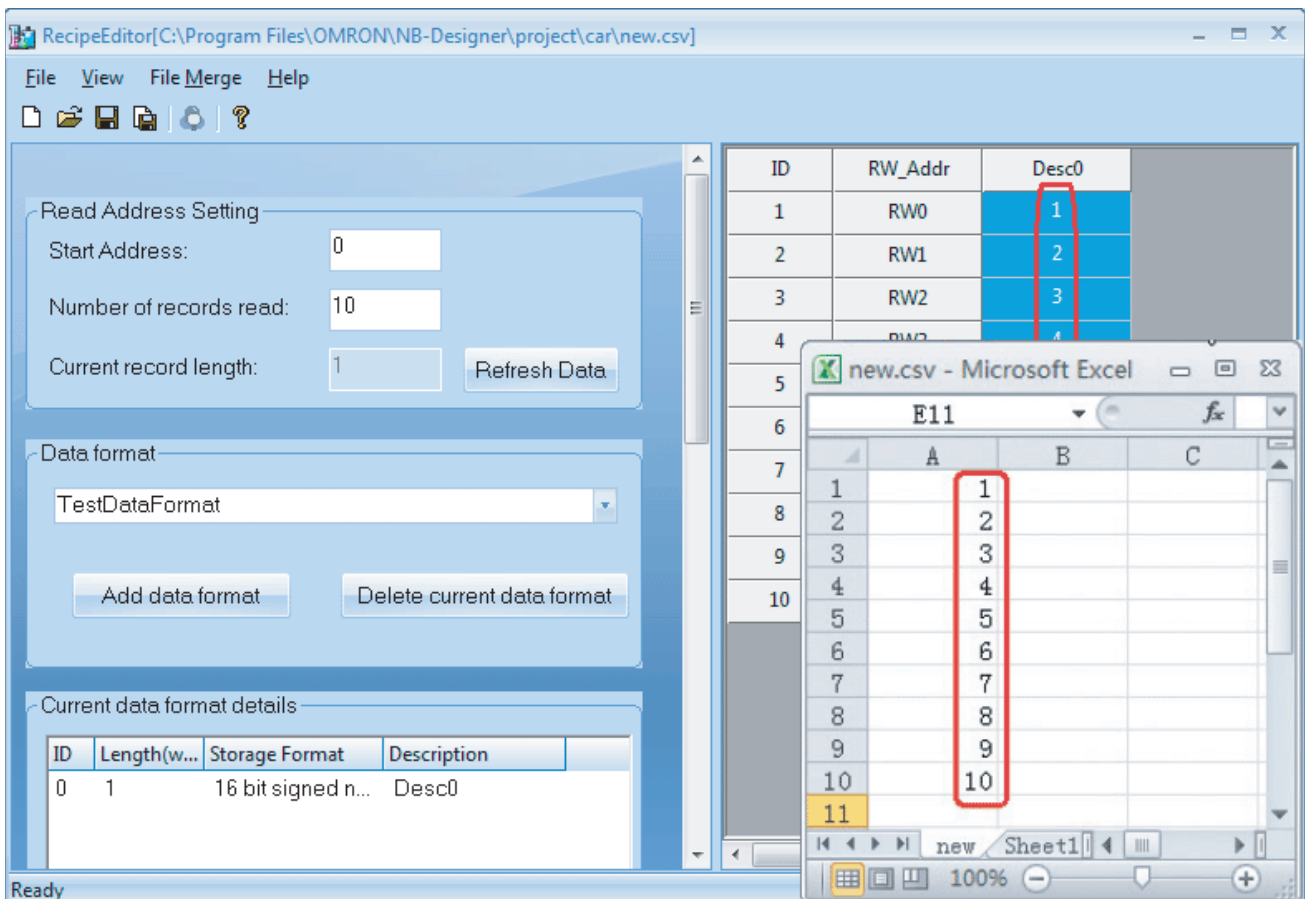 RecipeEditor[C:\Program Files\OMRON\NB-Designer\project\car\new.csv]
File View File Merge Help
Read Address Setting
Start Address: 0
Number of records read: 10
Current record length: 1 Refresh Data
Data format
TestDataFormat
Add data format Delete current data format
Current data format details
ID Length(w... Storage Format Description
0 1 16 bit signed n... Desc0
Ready
ID RW_Addr Desc0
1 RW0 1
2 RW1 2
3 RW2 3
4 RW3 4
5
6
7
8
9
10
new.csv - Microsoft Excel
E11 fx
A B C
1 1
2 2
3 3
4 4
5 5
6 6
7 7
8 8
9 9
10 10
11
new Sheet1
100%